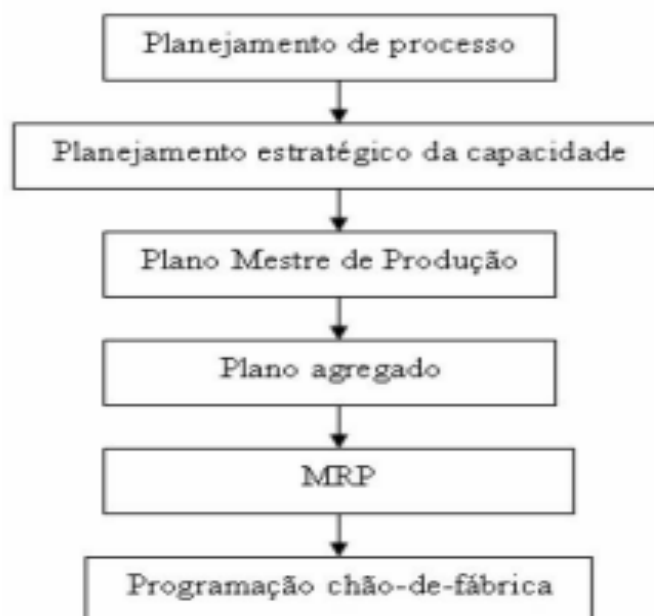 Planejamento de processo
Planejamento estratégico da capacidade
Plano Mestre de Produção
Plano agregado
MRP
Programação chão-de-fábrica